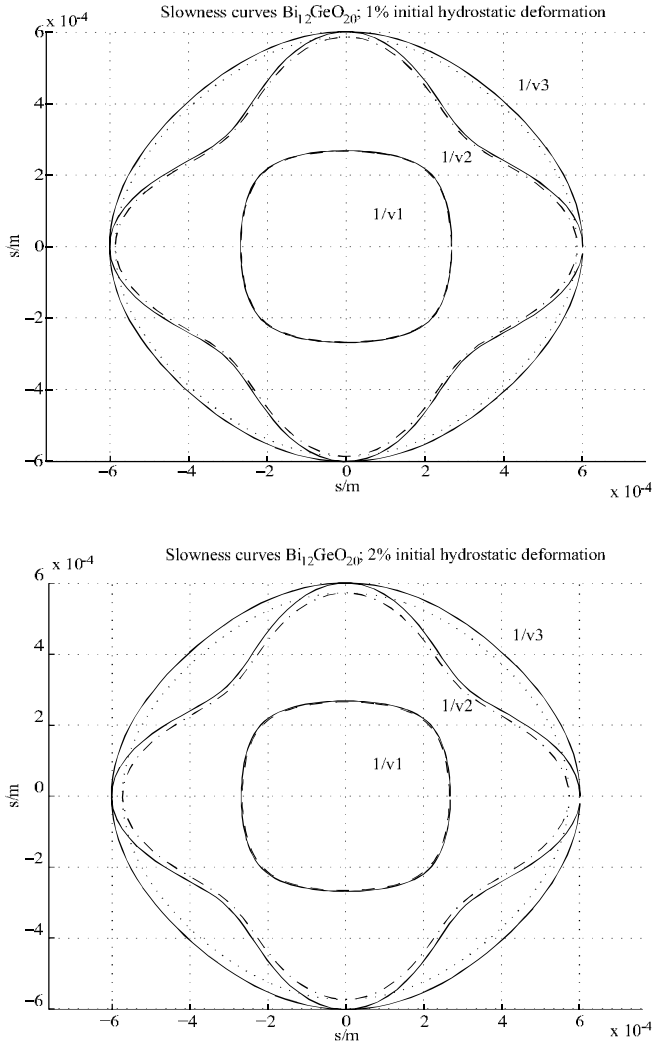 Slowness curves Bi₁₂GeO₂₀; 1% initial hydrostatic deformation
6 x 10⁻⁴
4
2
0
−2
−4
−6
s/m
1/v3
1/v2
1/v1
−6 −4 −2 0 2 4 6
s/m
x 10⁻⁴
Slowness curves Bi₁₂GeO₂₀; 2% initial hydrostatic deformation
6 x 10⁻⁴
4
2
0
−2
−4
−6
s/m
1/v3
1/v2
1/v1
−6 −4 −2 0 2 4 6
s/m
x 10⁻⁴